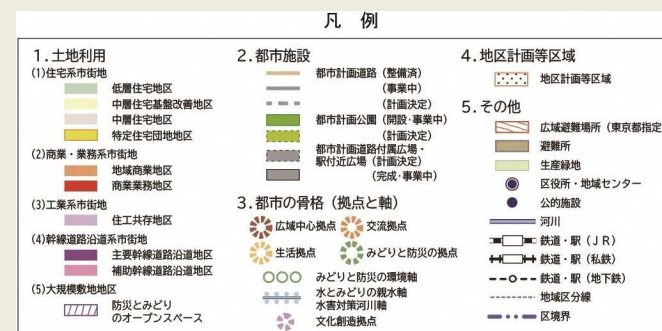 凡 例
1.土地利用
(1)住宅系市街地
低層住宅地区
中層住宅基盤改善地区
中層住宅地区
特定住宅団地地区
(2)商業・業務系市街地
地域商業地区
商業業務地区
(3)工業系市街地
住工共存地区
(4)幹線道路沿道系市街地
主要幹線道路沿道地区
補助幹線道路沿道地区
(5)大規模敷地地区
防災とみどり
のオープンスペース
2.都市施設
都市計画道路(整備済)
(事業中)
(計画決定)
都市計画公園(開設・事業中)
(計画決定)
都市計画道路付属広場・
駅付近広場(計画決定)
(完成・事業中)
3.都市の骨格(拠点と軸)
広域中心拠点 交流拠点
生活拠点 みどりと防災の拠点
みどりと防災の環境軸
水とみどりの親水軸
水害対策河川軸
文化創造拠点
4.地区計画等区域
地区計画等区域
5.その他
広域避難場所(東京都指定
避難所
生産緑地
区役所・地域センター
公的施設
河川
鉄道・駅(JR)
鉄道・駅(私鉄)
鉄道・駅(地下鉄)
地域区分線
区境界